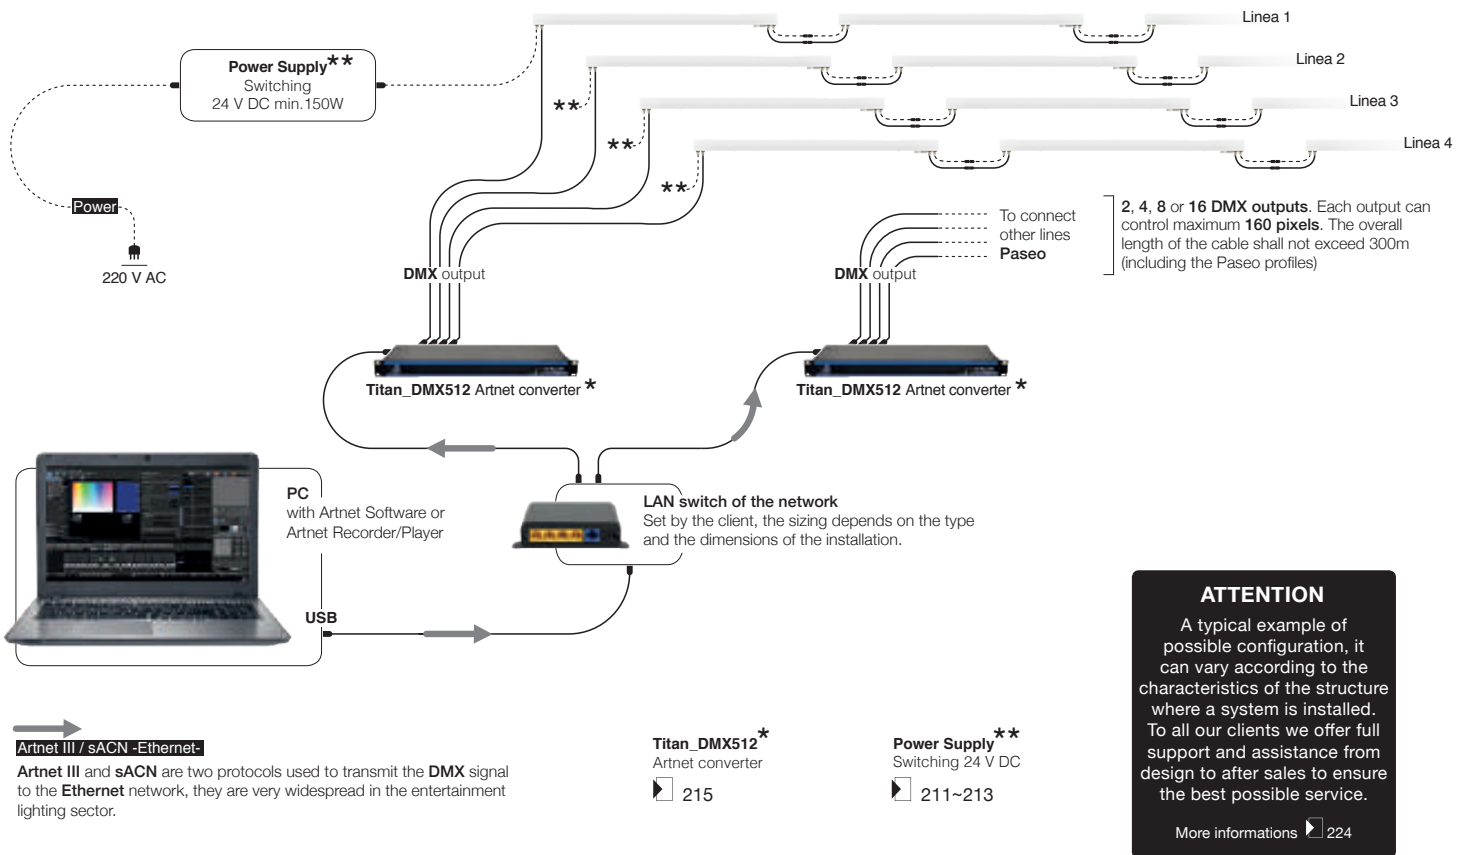 Linea 1
Linea 2
Linea 3
Linea 4
Power Supply**
Switching
24 V DC min.150W
**
**
**
Power
220 V AC
DMX output
DMX output
To connect
other lines
Paseo
2, 4, 8 or 16 DMX outputs. Each output can
control maximum 160 pixels. The overall
length of the cable shall not exceed 300m
(including the Paseo profiles)
Titan_DMX512 Artnet converter *
Titan_DMX512 Artnet converter *
PC
with Artnet Software or
Artnet Recorder/Player
USB
LAN switch of the network
Set by the client, the sizing depends on the type
and the dimensions of the installation.
Artnet III / sACN -Ethernet-
Artnet III and sACN are two protocols used to transmit the DMX signal
to the Ethernet network, they are very widespread in the entertainment
lighting sector.
Titan_DMX512*
Artnet converter
215
Power Supply**
Switching 24 V DC
211~213
ATTENTION
A typical example of
possible configuration, it
can vary according to the
characteristics of the structure
where a system is installed.
To all our clients we offer full
support and assistance from
design to after sales to ensure
the best possible service.
More informations 224